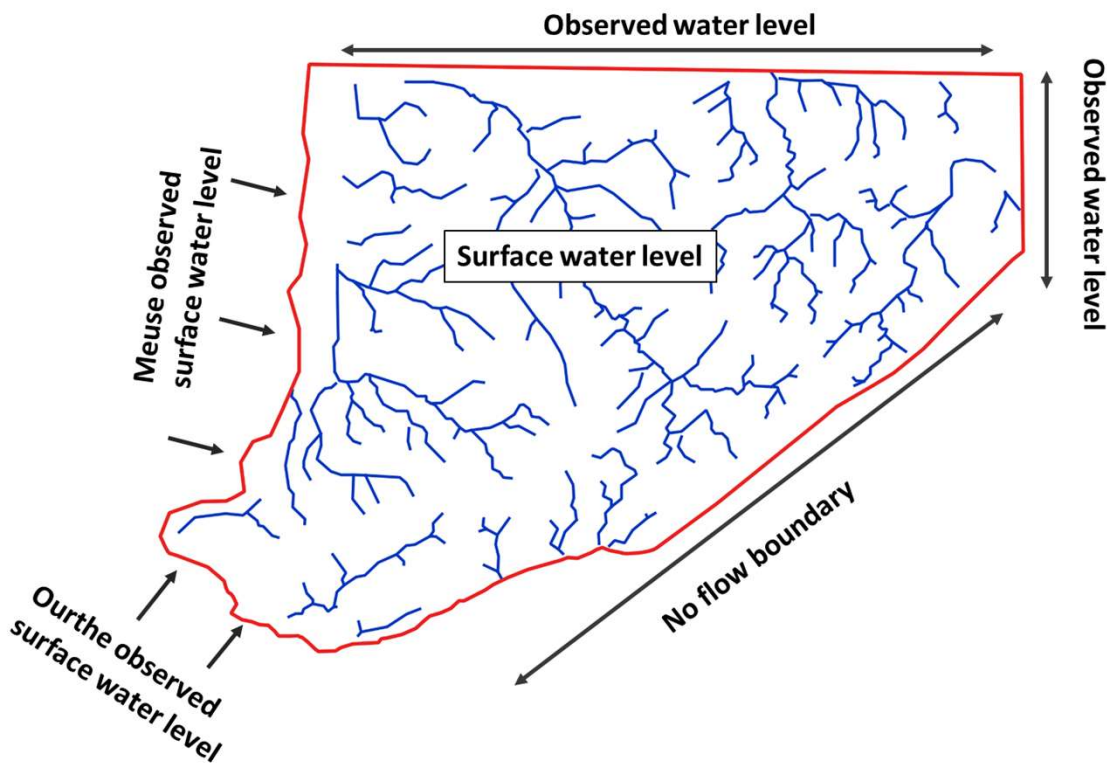 Observed water level
Observed water level
Meuse observed
surface water level
Surface water level
No flow boundary
Ourthe observed
surface water level